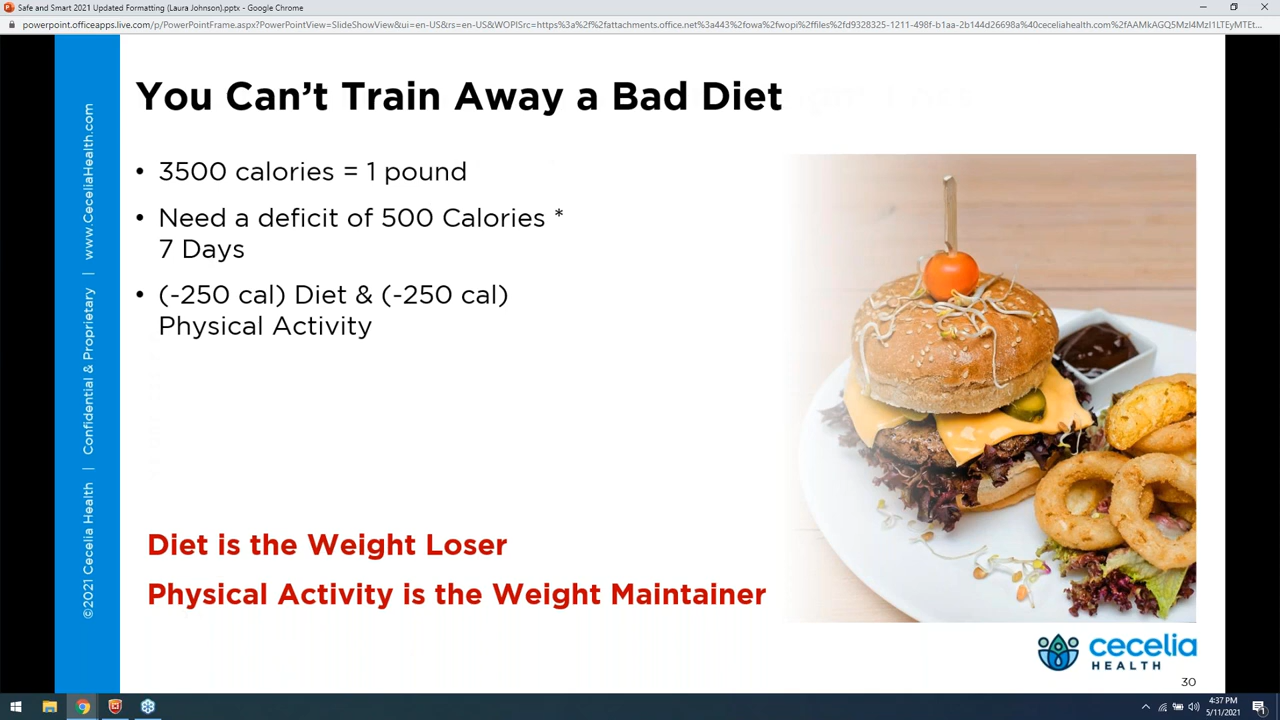 Safe and Smart 2021 Updated Formatting (Laura Johnson).pptx - Google Chrome
You Can't Train Away a Bad Diet
• 3500 calories = 1 pound
• Need a deficit of 500 Calories *
7 Days
• (-250 cal) Diet & (-250 cal)
Physical Activity
Diet is the Weight Loser
Physical Activity is the Weight Maintainer
©2021 Cecelia Health | Confidential & Proprietary | www.CeceliaHealth.com
cecelia
HEALTH
30
4:37 PM
5/11/2021